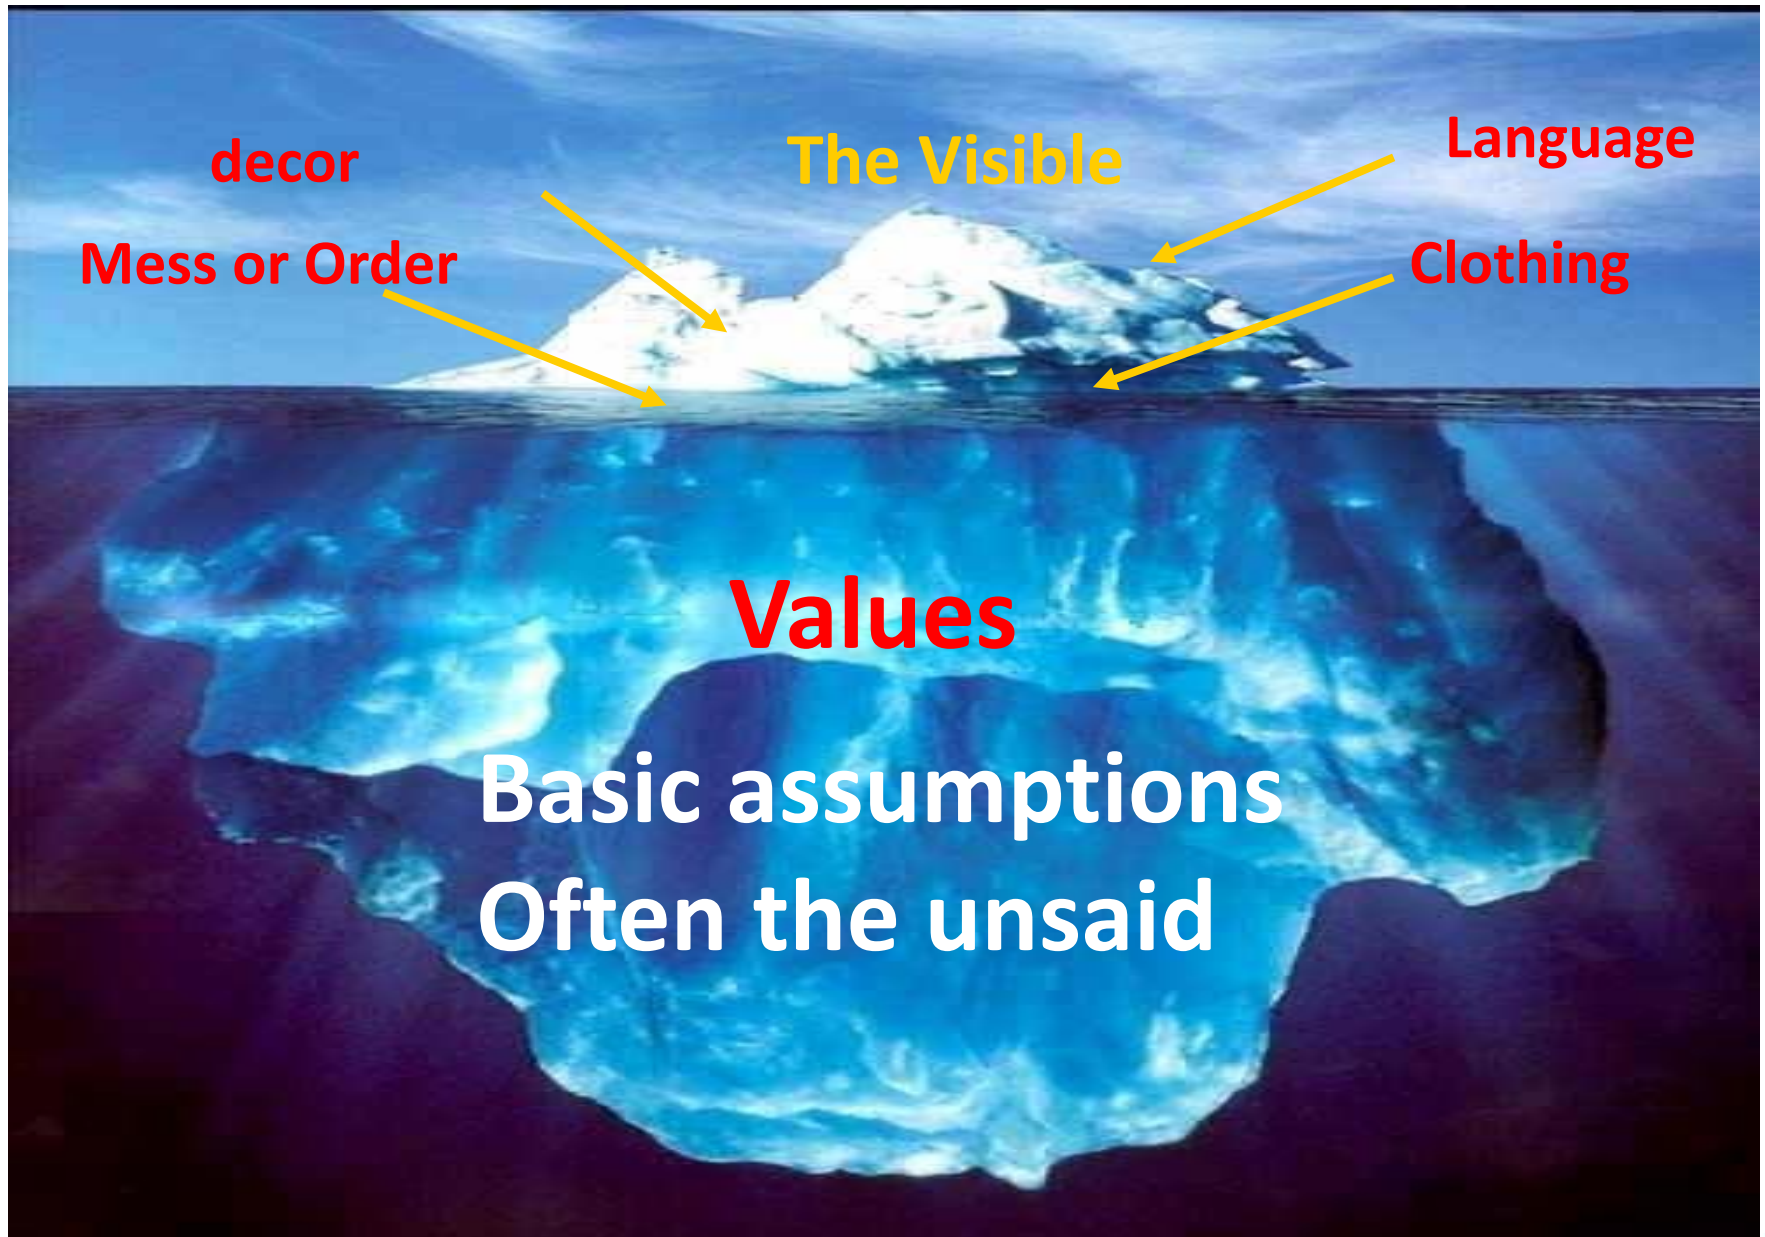 decor
The Visible
Language
Mess or Order
Clothing
Values
Basic assumptions
Often the unsaid